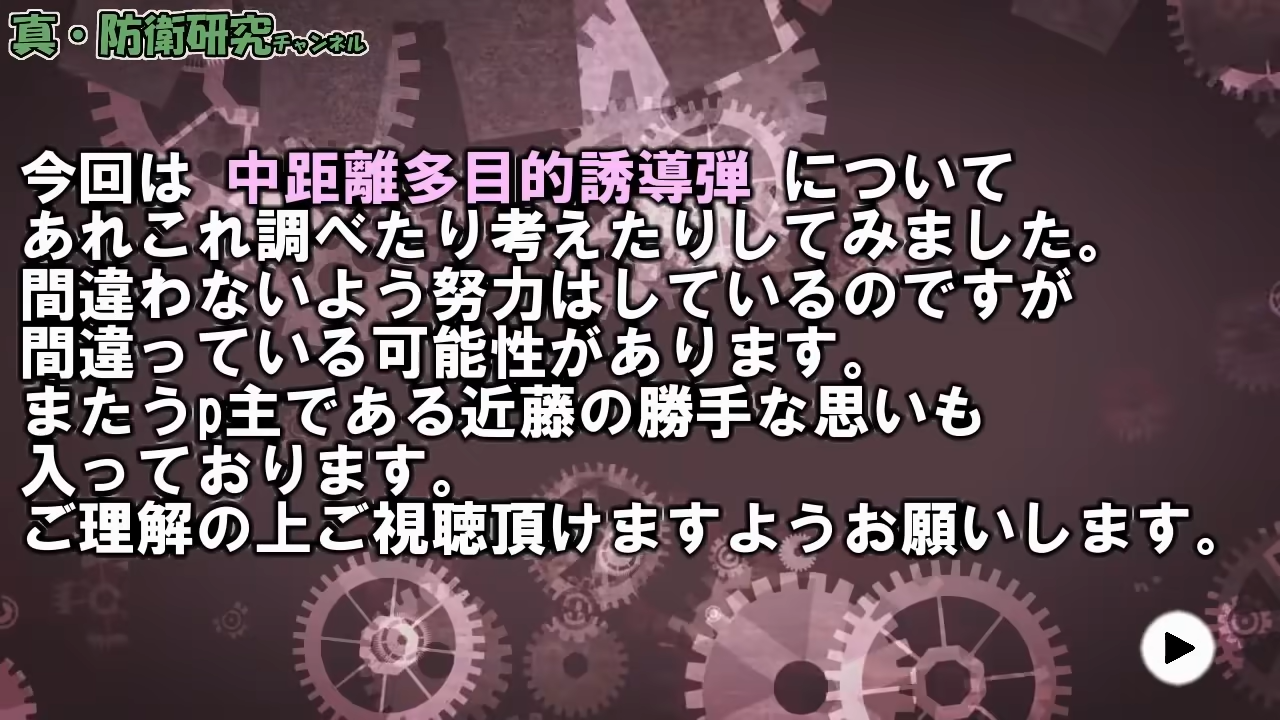 真・防衛研究チャンネル
今回は 中距離多目的誘導弾 について
あれこれ調べたり考えたりしてみました。
間違わないよう努力はしているのですが
間違っている可能性があります。
またうp主である近藤の勝手な思いも
入っております。
ご理解の上ご視聴頂けますようお願いします。